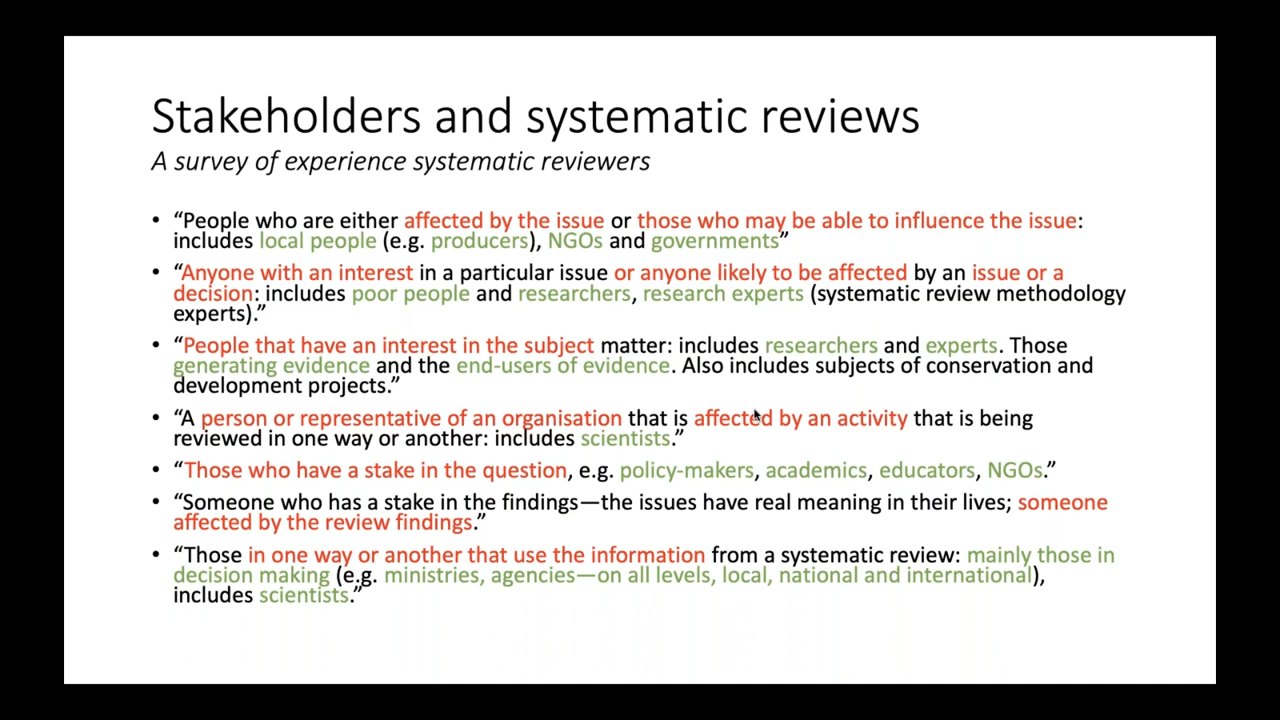 Stakeholders and systematic reviews
A survey of experience systematic reviewers
• “People who are either affected by the issue or those who may be able to influence the issue:
includes local people (e.g. producers), NGOs and governments”
• “Anyone with an interest in a particular issue or anyone likely to be affected by an issue or a
decision: includes poor people and researchers, research experts (systematic review methodology
experts).”
• “People that have an interest in the subject matter: includes researchers and experts. Those
generating evidence and the end-users of evidence. Also includes subjects of conservation and
development projects.”
• “A person or representative of an organisation that is affected by an activity that is being
reviewed in one way or another: includes scientists.”
• “Those who have a stake in the question, e.g. policy-makers, academics, educators, NGOs.”
• “Someone who has a stake in the findings—the issues have real meaning in their lives; someone
affected by the review findings.”
• “Those in one way or another that use the information from a systematic review: mainly those in
decision making (e.g. ministries, agencies—on all levels, local, national and international),
includes scientists.”